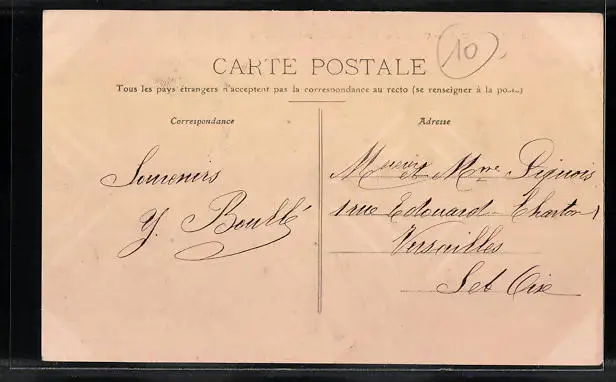 10
CARTE POSTALE
Tous les pays étrangers n'acceptent pas la correspondance au recto (se renseigner à la poste)
Correspondance
Adresse
Souvenirs
Y. Boullé
et Mme
1 rue Edouard-Charton
Versailles
S et Oise